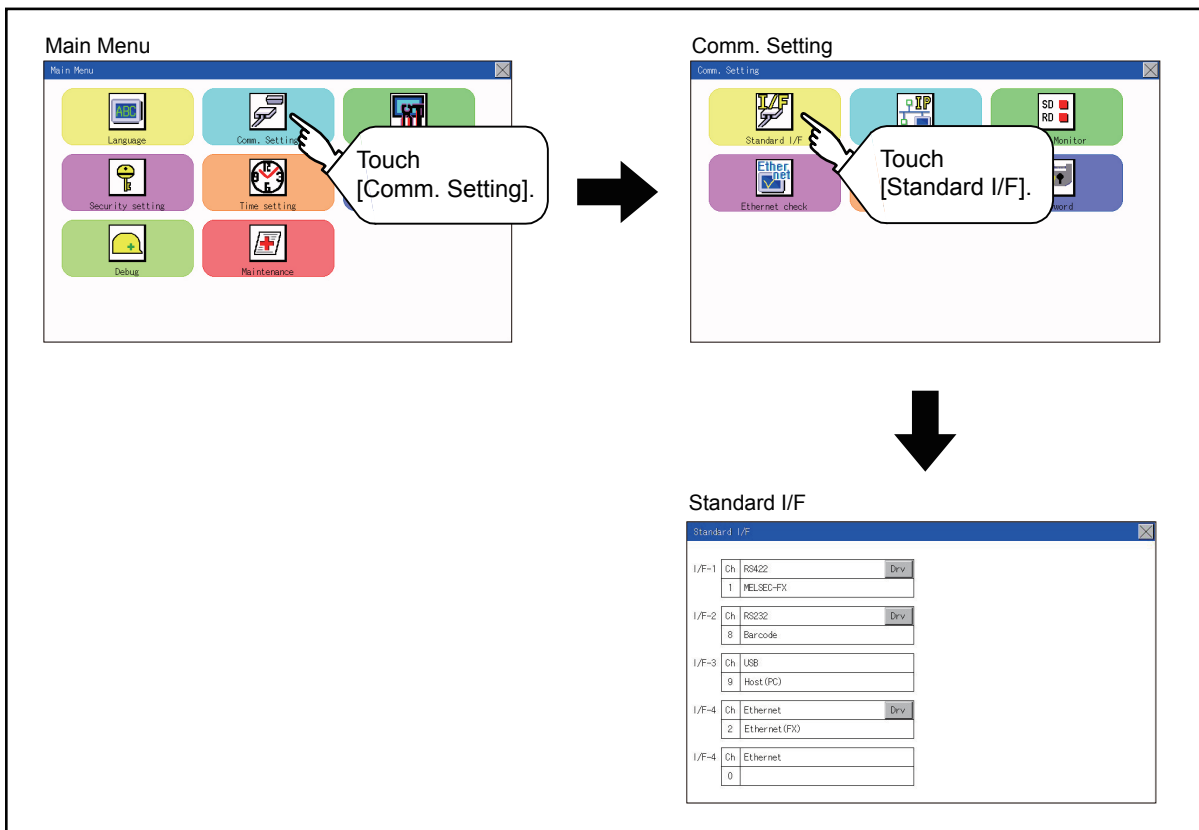 Main Menu
Main Menu
Language
Comm. Setting
Touch
[Comm. Setting].
Security setting
Time setting
Debug
Maintenance
Comm. Setting
Comm. Setting
I/F
Standard I/F
IP
SD
RD
Monitor
Touch
[Standard I/F].
Ether
net
Ethernet check
word
Standard I/F
Standard I/F
I/F-1 Ch RS422 Drv
1 MELSEC-FX
I/F-2 Ch RS232 Drv
8 Barcode
I/F-3 Ch USB
9 Host(PC)
I/F-4 Ch Ethernet Drv
2 Ethernet(FX)
I/F-4 Ch Ethernet
0